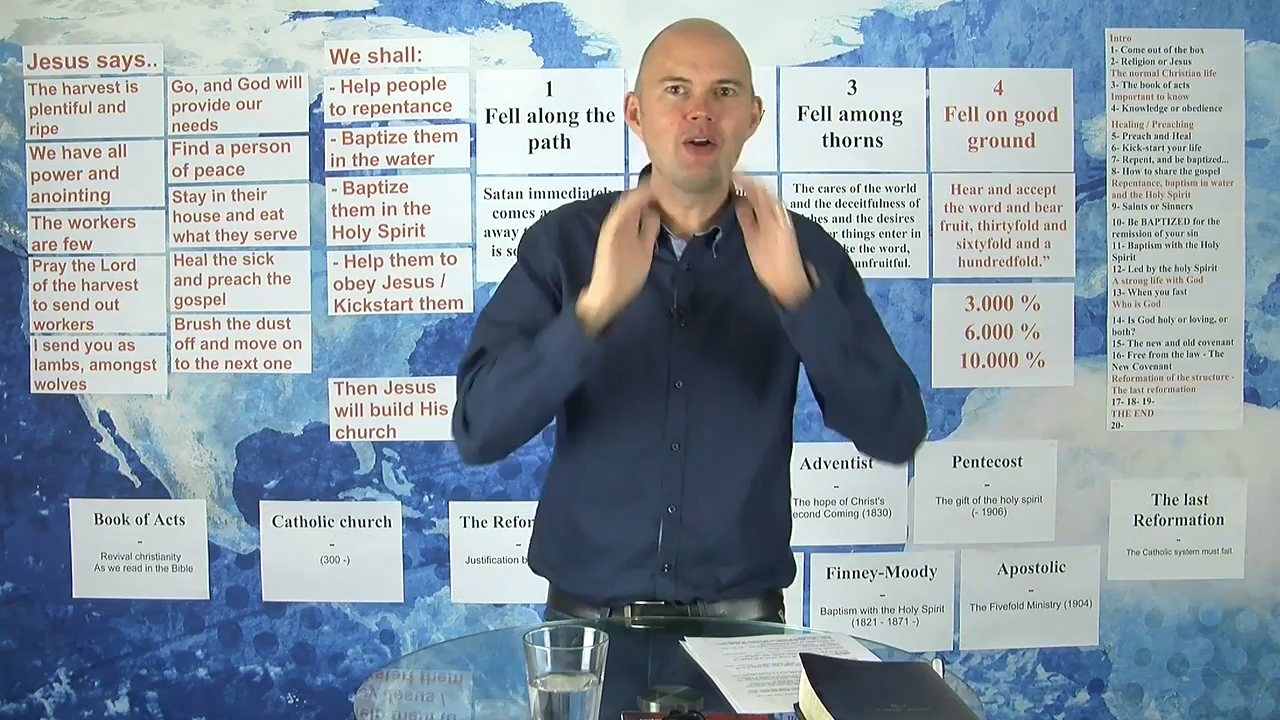 Jesus says..
The harvest is
plentiful and
ripe
We have all
power and
anointing
The workers
are few
Pray the Lord
of the harvest
to send out
workers
I send you as
lambs, amongst
wolves
Go, and God will
provide our
needs
Find a person
of peace
Stay in their
house and eat
what they serve
Heal the sick
and preach the
gospel
Brush the dust
off and move on
to the next one
We shall:
- Help people
to repentance
- Baptize them
in the water
- Baptize
them in the
Holy Spirit
- Help them to
obey Jesus /
Kickstart them
Then Jesus
will build His
church
1
Fell along the
path
Satan immediately
comes
away
is
3
Fell among
thorns
The cares of the world
and the deceitfulness of
and the desires
things enter in
the word,
unfruitful.
4
Fell on good
ground
Hear and accept
the word and bear
fruit, thirtyfold and
sixtyfold and a
hundredfold.”
3.000 %
6.000 %
10.000 %
Intro
1- Come out of the box
2- Religion or Jesus
The normal Christian life
3- The book of acts
Important to know
4- Knowledge or obedience
Healing / Preaching
5- Preach and Heal
6- Kick-start your life
7- Repent, and be baptized...
8- How to share the gospel
Repentance, baptism in water
and the Holy Spirit
9- Saints or Sinners
10- Be BAPTIZED for the
remission of your sin
11- Baptism with the Holy
Spirit
12- Led by the holy Spirit
A strong life with God
13- When you fast
Who is God
14- Is God holy or loving, or
both?
15- The new and old covenant
16- Free from the law - The
New Covenant
Reformation of the structure -
The last reformation
17- 18- 19-
THE END
20-
Book of Acts
-
Revival christianity
As we read in the Bible
Catholic church
-
(300 -)
The Refor
-
Justification b
Adventist
-
The hope of Christ's
econd Coming (1830)
Pentecost
-
The gift of the holy spirit
(- 1906)
Finney-Moody
-
Baptism with the Holy Spirit
(1821 - 1871 -)
Apostolic
-
The Fivefold Ministry (1904)
The last
Reformation
-
The Catholic system must fall.